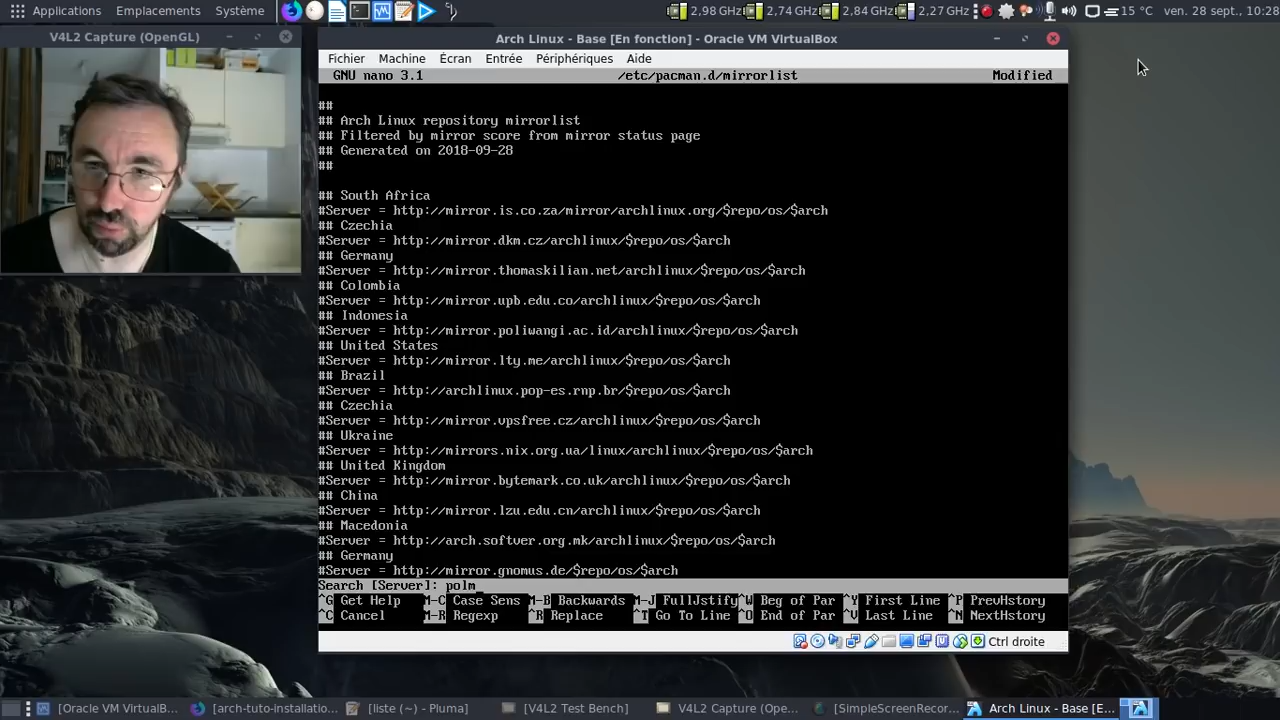 Applications Emplacements Système 2,98 GHz 2,74 GHz 2,84 GHz 2,27 GHz 15 °C ven. 28 sept., 10:28
V4L2 Capture (OpenGL)
Arch Linux - Base [En fonction] - Oracle VM VirtualBox
Fichier Machine Écran Entrée Périphériques Aide
GNU nano 3.1 /etc/pacman.d/mirrorlist Modified
##
## Arch Linux repository mirrorlist
## Filtered by mirror score from mirror status page
## Generated on 2018-09-28
##
## South Africa
#Server = http://mirror.is.co.za/mirror/archlinux.org/$repo/os/$arch
## Czechia
#Server = http://mirror.dkm.cz/archlinux/$repo/os/$arch
## Germany
#Server = http://mirror.thomaskilian.net/archlinux/$repo/os/$arch
## Colombia
#Server = http://mirror.upb.edu.co/archlinux/$repo/os/$arch
## Indonesia
#Server = http://mirror.poliwangi.ac.id/archlinux/$repo/os/$arch
## United States
#Server = http://mirror.lty.me/archlinux/$repo/os/$arch
## Brazil
#Server = http://archlinux.pop-es.rnp.br/$repo/os/$arch
## Czechia
#Server = http://mirror.vpsfree.cz/archlinux/$repo/os/$arch
## Ukraine
#Server = http://mirrors.nix.org.ua/linux/archlinux/$repo/os/$arch
## United Kingdom
#Server = http://mirror.bytemark.co.uk/archlinux/$repo/os/$arch
## China
#Server = http://mirror.lzu.edu.cn/archlinux/$repo/os/$arch
## Macedonia
#Server = http://arch.softver.org.mk/archlinux/$repo/os/$arch
## Germany
#Server = http://mirror.gnomus.de/$repo/os/$arch
Search [Server]: polm
^G Get Help M-C Case Sens M-B Backwards M-J FullJstify ^W Beg of Par ^Y First Line ^P PrevHstory
^C Cancel M-R Regexp ^R Replace ^T Go To Line ^O End of Par ^V Last Line ^N NextHstory
Ctrl droite
[Oracle VM VirtualB... [arch-tuto-installatio... [liste (~) - Pluma] [V4L2 Test Bench] V4L2 Capture (Ope... [SimpleScreenRecor... Arch Linux - Base [E...